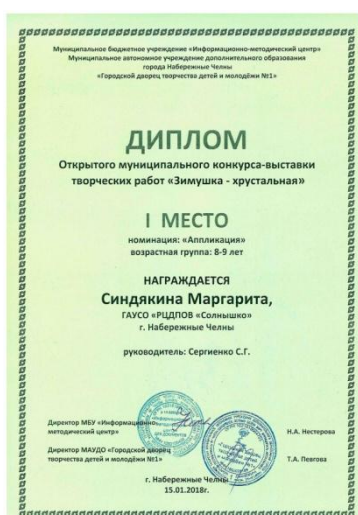 Муниципальное бюджетное учреждение «Информационно-методический центр»
Муниципальное автономное учреждение дополнительного образования
города Набережные Челны
«Городской дворец творчества детей и молодёжи №1»
ДИПЛОМ
Открытого муниципального конкурса-выставки
творческих работ «Зимушка - хрустальная»
I МЕСТО
номинация: «Аппликация»
возрастная группа: 8-9 лет
НАГРАЖДАЕТСЯ
Синдякина Маргарита,
ГАУСО «РЦДПОВ «Солнышко»
г. Набережные Челны
руководитель: Сергиенко С.Г.
Директор МБУ «Информационно-
методический центр» Н.А. Нестерова
Директор МАУДО «Городской дворец
творчества детей и молодёжи №1» Т.А. Певгова
г. Набережные Челны
15.01.2018г.